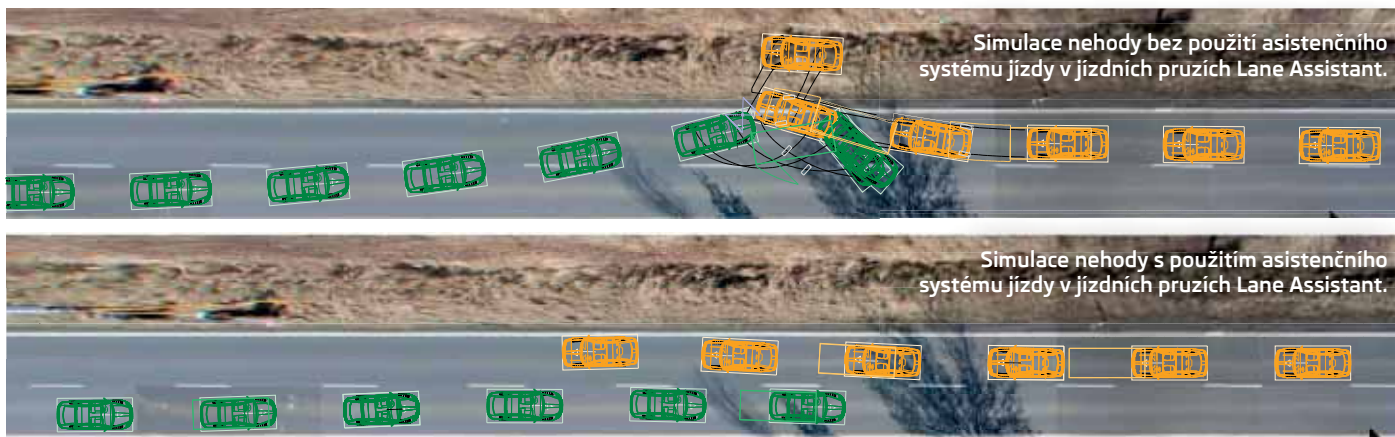 Simulace nehody bez použití asistenčního
systému jízdy v jízdních pruzích Lane Assistant.
Simulace nehody s použitím asistenčního
systému jízdy v jízdních pruzích Lane Assistant.